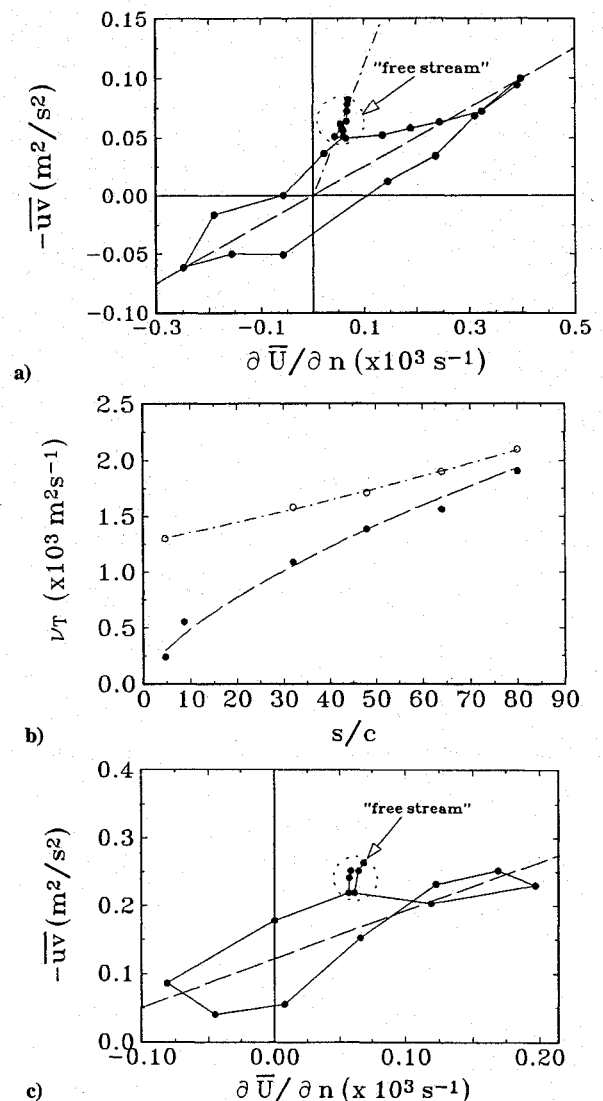 0.15
0.10
0.05
0.00
−0.05
−0.10
−u̅v̅ (m²/s²)
"free stream"
−0.3
−0.1
0.1
0.3
0.5
∂U̅/∂n (x10³ s⁻¹)
a)
2.5
2.0
1.5
1.0
0.5
0.0
νT (x10³ m²s⁻¹)
0 10 20 30 40 50 60 70 80 90
s/c
b)
0.4
0.3
0.2
0.1
0.0
−u̅v̅ (m²/s²)
"free stream"
−0.10
0.00
0.10
0.20
∂U̅/∂n (x 10³ s⁻¹)
c)